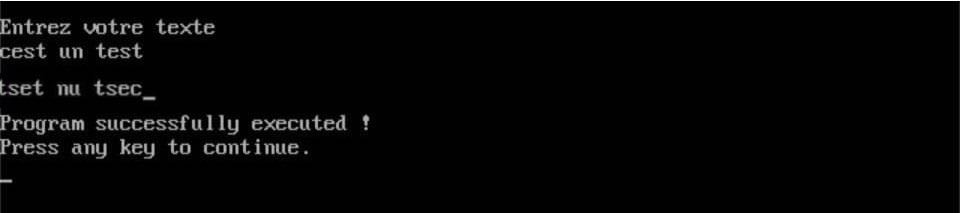 Entrez votre texte
cest un test
tset nu tsec_
Program successfully executed !
Press any key to continue.
_